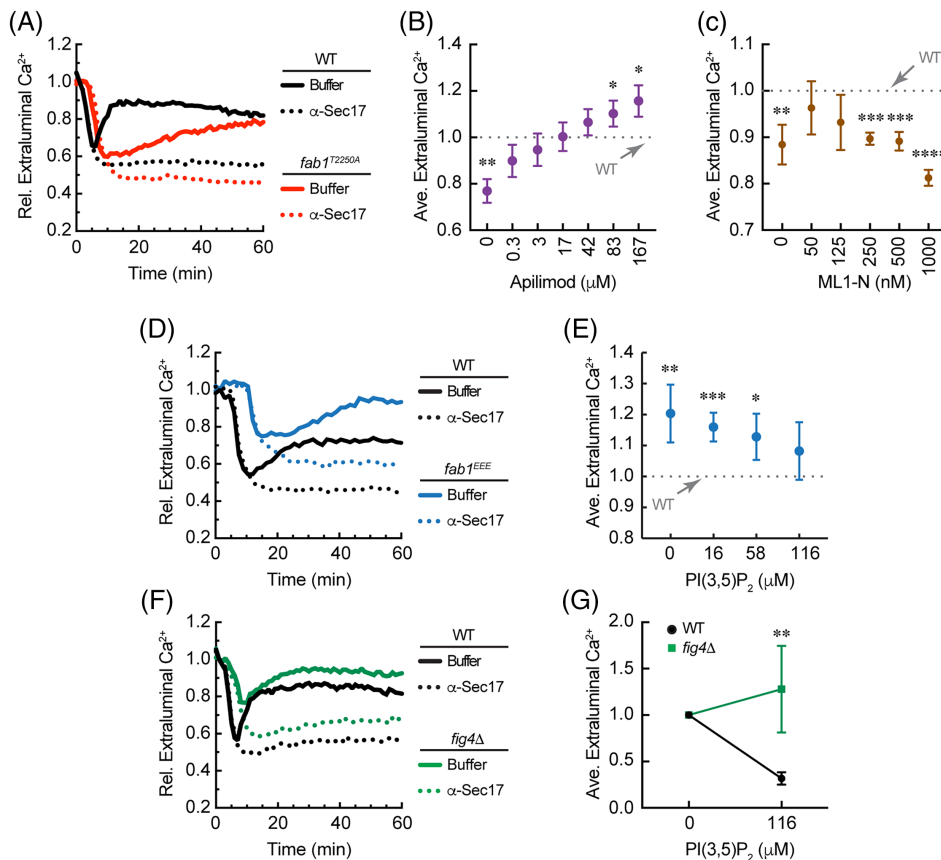 (A)
WT
Buffer
α-Sec17
fab1T2250A
Buffer
α-Sec17
Rel. Extraluminal Ca2+
1.2
1.0
0.8
0.6
0.4
0.2
0 20 40 60
Time (min)
(B)
Ave. Extraluminal Ca2+
1.4
1.2
1.0
0.8
0.6
** * *
WT
0 0.3 3 17 42 83 167
Apilimod (μM)
(c)
Ave. Extraluminal Ca2+
1.1
1.0
0.9
0.8
0.7
WT
** *** *** ****
0 50 125 250 500 1000
ML1-N (nM)
(D)
WT
Buffer
α-Sec17
fab1EEE
Buffer
α-Sec17
Rel. Extraluminal Ca2+
1.2
1.0
0.8
0.6
0.4
0.2
0 20 40 60
Time (min)
(E)
Ave. Extraluminal Ca2+
1.4
1.3
1.2
1.1
1.0
0.9
0.8
** *** *
WT
0 16 58 116
PI(3,5)P2 (μM)
(F)
WT
Buffer
α-Sec17
fig4Δ
Buffer
α-Sec17
Rel. Extraluminal Ca2+
1.2
1.0
0.8
0.6
0.4
0.2
0 20 40 60
Time (min)
(G)
WT
fig4Δ
**
Ave. Extraluminal Ca2+
2.0
1.5
1.0
0.5
0.0
0 116
PI(3,5)P2 (μM)